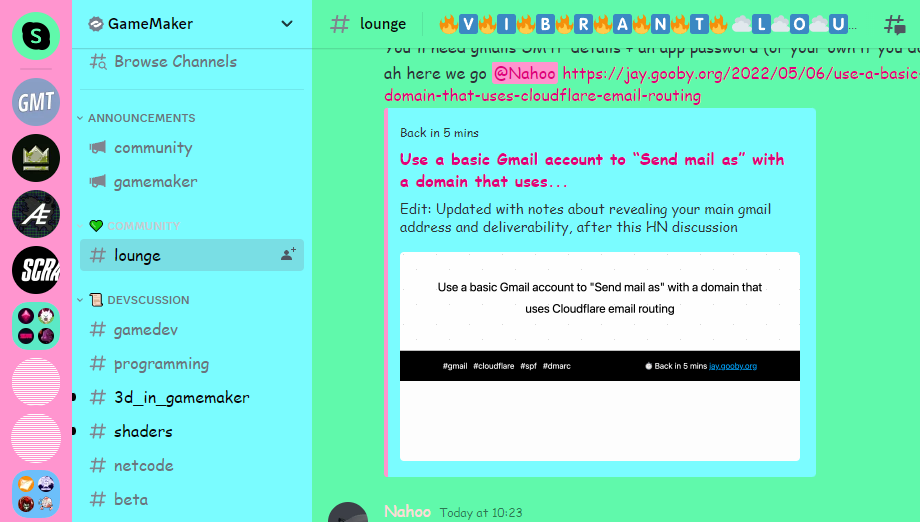 S
GMT
Æ
SCRA
GameMaker
Browse Channels
ANNOUNCEMENTS
community
gamemaker
COMMUNITY
lounge
DEVSCUSSION
gamedev
programming
3d_in_gamemaker
shaders
netcode
beta
# lounge
🔥🇻🔥🇮🔥🇧🔥🇷🔥🇦🔥🇳🔥🇹🔥 ☁️🇱☁️🇴☁️🇺...
You'll need gmails SMTP details + an app password (or your own if you
ah here we go @Nahoo https://jay.gooby.org/2022/05/06/use-a-basic-
domain-that-uses-cloudflare-email-routing
Back in 5 mins
Use a basic Gmail account to “Send mail as” with
a domain that uses...
Edit: Updated with notes about revealing your main gmail
address and deliverability, after this HN discussion
Use a basic Gmail account to "Send mail as" with a domain that
uses Cloudflare email routing
#gmail #cloudflare #spf #dmarc
Back in 5 mins jay.gooby.org
Nahoo Today at 10:23